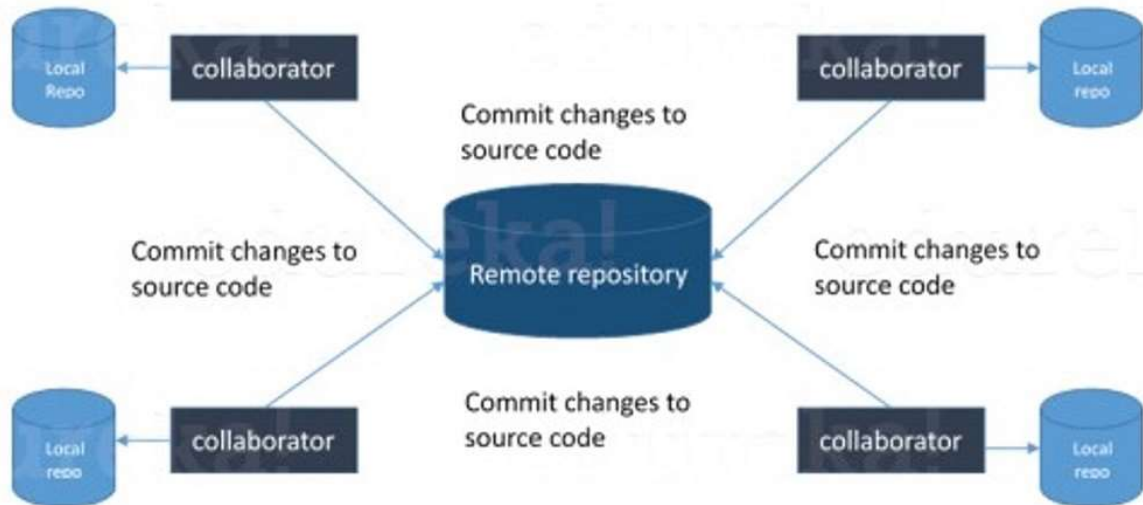 Local
Repo
collaborator
collaborator
Local
repo
Commit changes to
source code
Commit changes to
source code
Remote repository
Commit changes to
source code
Local
repo
collaborator
Commit changes to
source code
collaborator
Local
repo